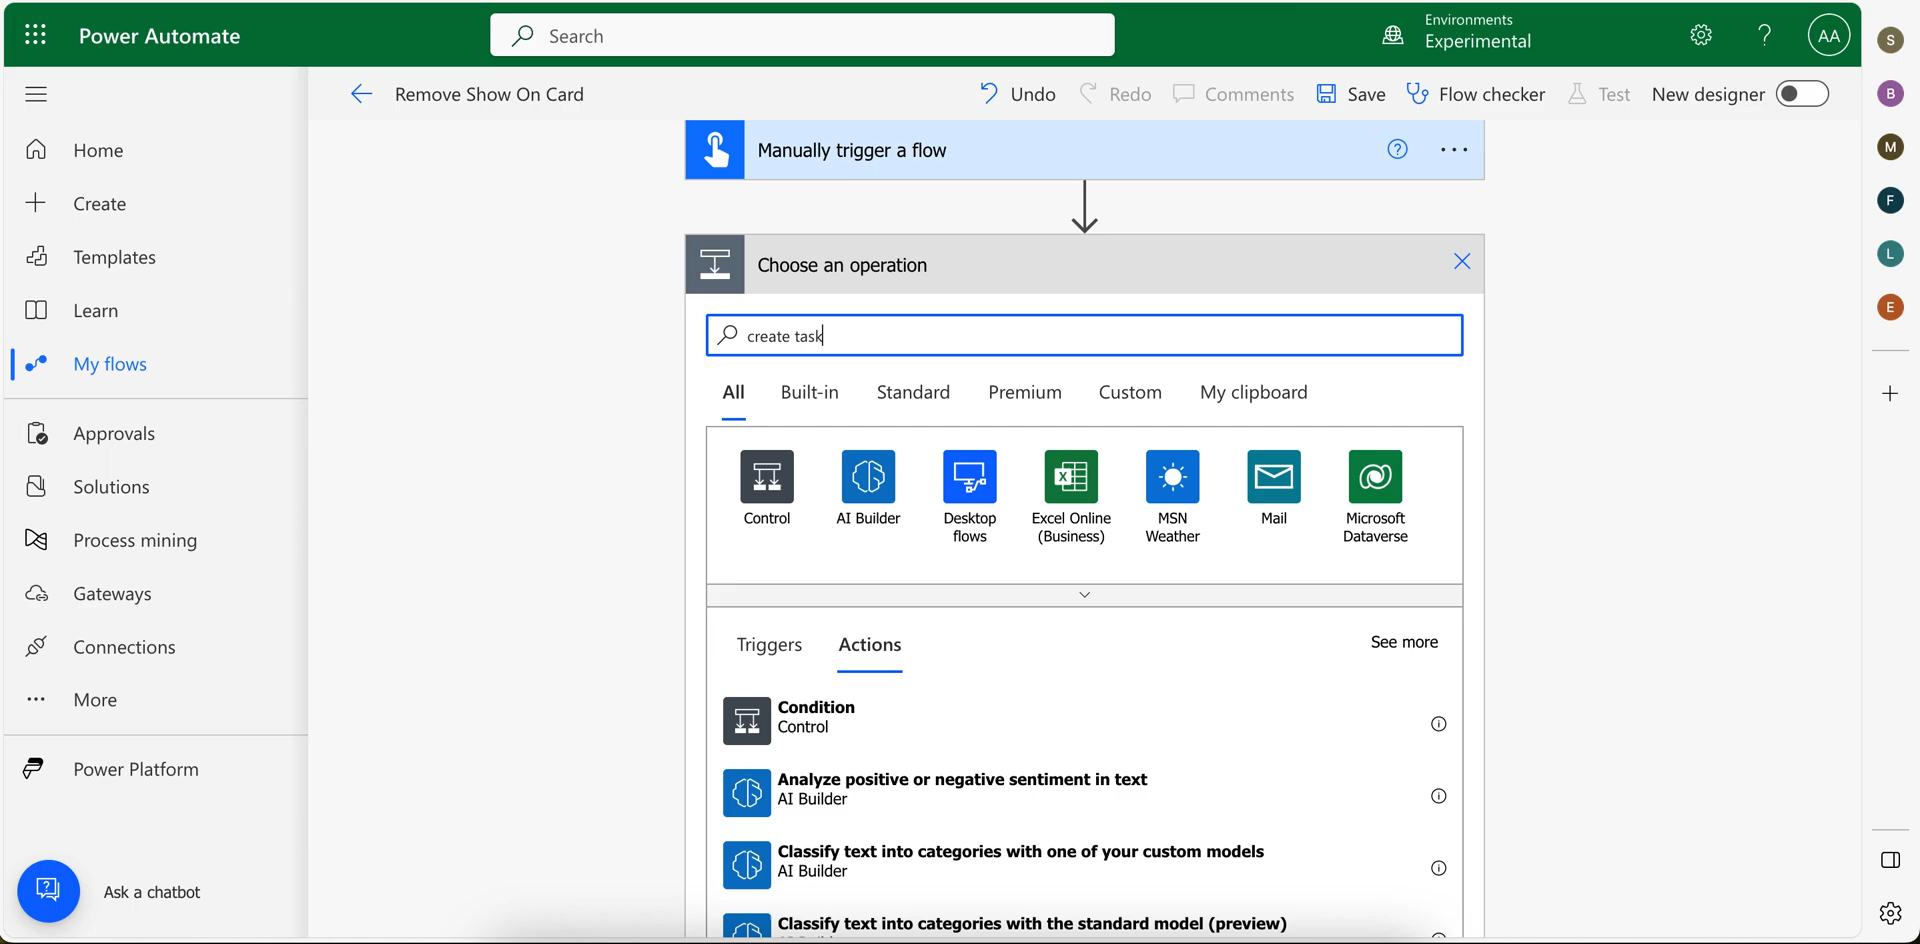 Power Automate
Search
Environments
Experimental
AA
S
Remove Show On Card
Undo
Redo
Comments
Save
Flow checker
Test
New designer
B
M
F
L
E
Home
Create
Templates
Learn
My flows
Approvals
Solutions
Process mining
Gateways
Connections
More
Power Platform
Ask a chatbot
Manually trigger a flow
Choose an operation
create task
All
Built-in
Standard
Premium
Custom
My clipboard
Control
AI Builder
Desktop
flows
Excel Online
(Business)
MSN
Weather
Mail
Microsoft
Dataverse
Triggers
Actions
See more
Condition
Control
Analyze positive or negative sentiment in text
AI Builder
Classify text into categories with one of your custom models
AI Builder
Classify text into categories with the standard model (preview)